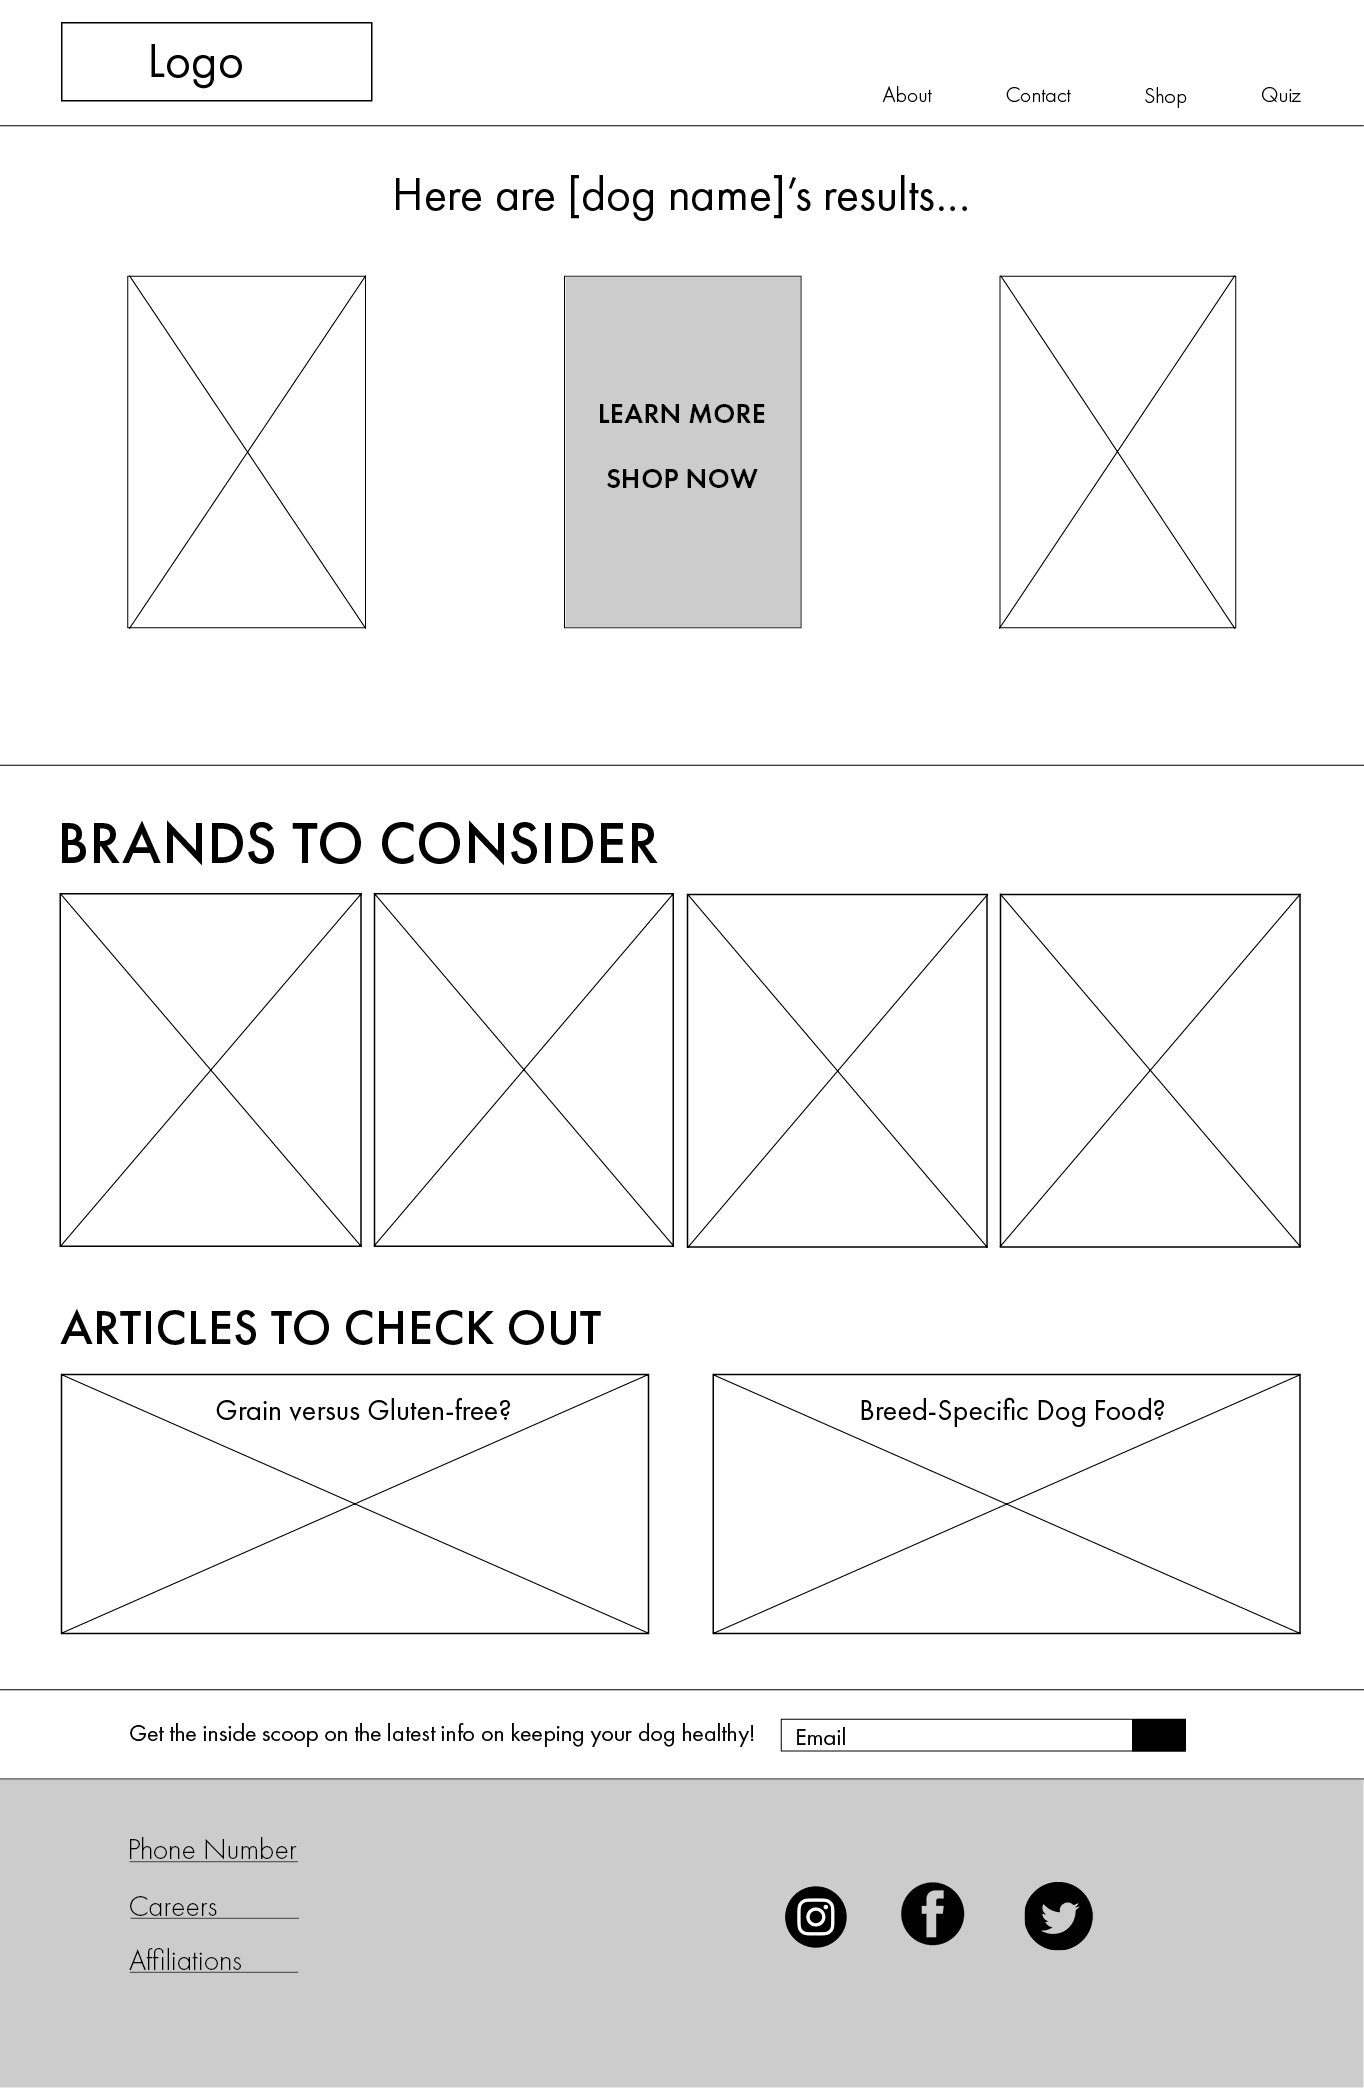 Logo
About
Contact
Shop
Quiz
Here are [dog name]’s results...
LEARN MORE
SHOP NOW
BRANDS TO CONSIDER
ARTICLES TO CHECK OUT
Grain versus Gluten-free?
Breed-Specific Dog Food?
Get the inside scoop on the latest info on keeping your dog healthy!
Email
Phone Number
Careers
Affiliations